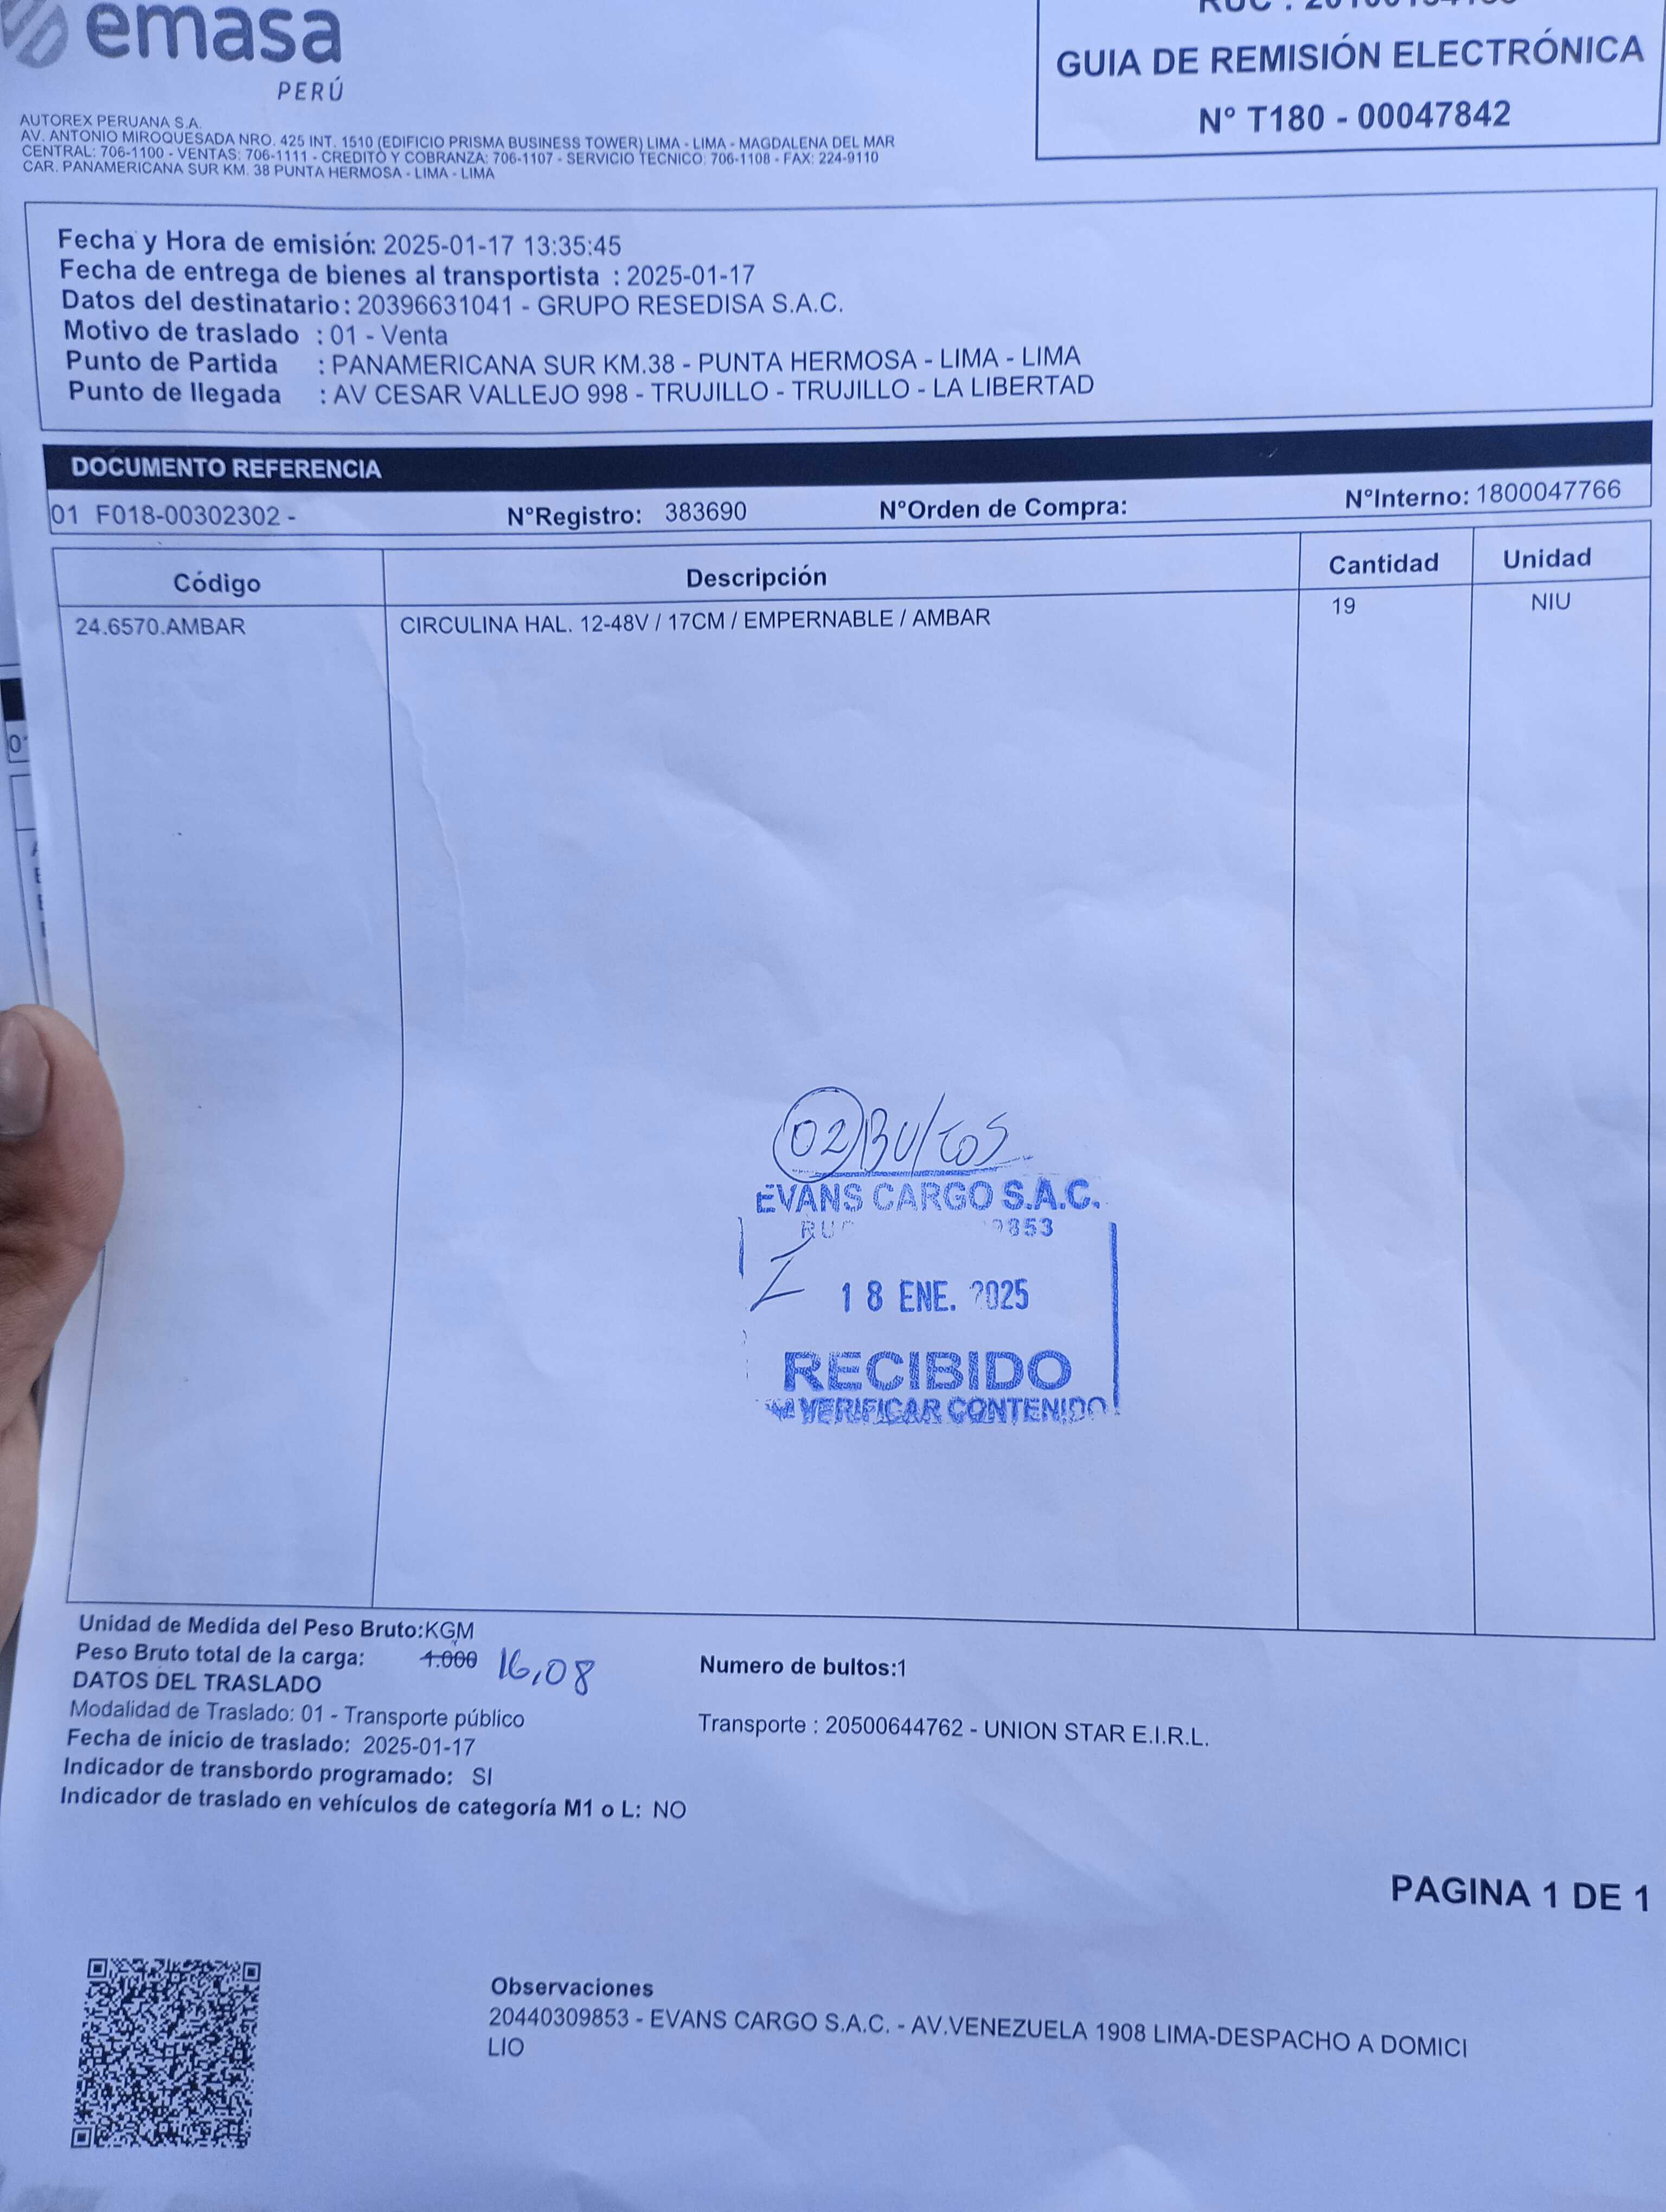 emasa
PERÚ
GUIA DE REMISIÓN ELECTRÓNICA
N° T180 - 00047842
AUTOREX PERUANA S.A.
AV. ANTONIO MIROQUESADA NRO. 425 INT. 1510 (EDIFICIO PRISMA BUSINESS TOWER) LIMA - LIMA - MAGDALENA DEL MAR
CENTRAL: 706-1100 - VENTAS: 706-1111 - CREDITO Y COBRANZA: 706-1107 - SERVICIO TECNICO: 706-1108 - FAX: 224-9110
CAR. PANAMERICANA SUR KM. 38 PUNTA HERMOSA - LIMA - LIMA
Fecha y Hora de emisión: 2025-01-17 13:35:45
Fecha de entrega de bienes al transportista : 2025-01-17
Datos del destinatario: 20396631041 - GRUPO RESEDISA S.A.C.
Motivo de traslado : 01 - Venta
Punto de Partida : PANAMERICANA SUR KM.38 - PUNTA HERMOSA - LIMA - LIMA
Punto de llegada : AV CESAR VALLEJO 998 - TRUJILLO - TRUJILLO - LA LIBERTAD
DOCUMENTO REFERENCIA
01 F018-00302302 - N°Registro: 383690 N°Orden de Compra: N°Interno: 1800047766
Código Descripción Cantidad Unidad
24.6570.AMBAR CIRCULINA HAL. 12-48V / 17CM / EMPERNABLE / AMBAR 19 NIU
02 Bultos
EVANS CARGO S.A.C.
18 ENE. 2025
RECIBIDO
VERIFICAR CONTENIDO
Unidad de Medida del Peso Bruto:KGM
Peso Bruto total de la carga: 1.000 16,08 Numero de bultos:1
DATOS DEL TRASLADO
Modalidad de Traslado: 01 - Transporte público Transporte : 20500644762 - UNION STAR E.I.R.L.
Fecha de inicio de traslado: 2025-01-17
Indicador de transbordo programado: SI
Indicador de traslado en vehículos de categoría M1 o L: NO
PAGINA 1 DE 1
Observaciones
20440309853 - EVANS CARGO S.A.C. - AV.VENEZUELA 1908 LIMA-DESPACHO A DOMICI
LIO